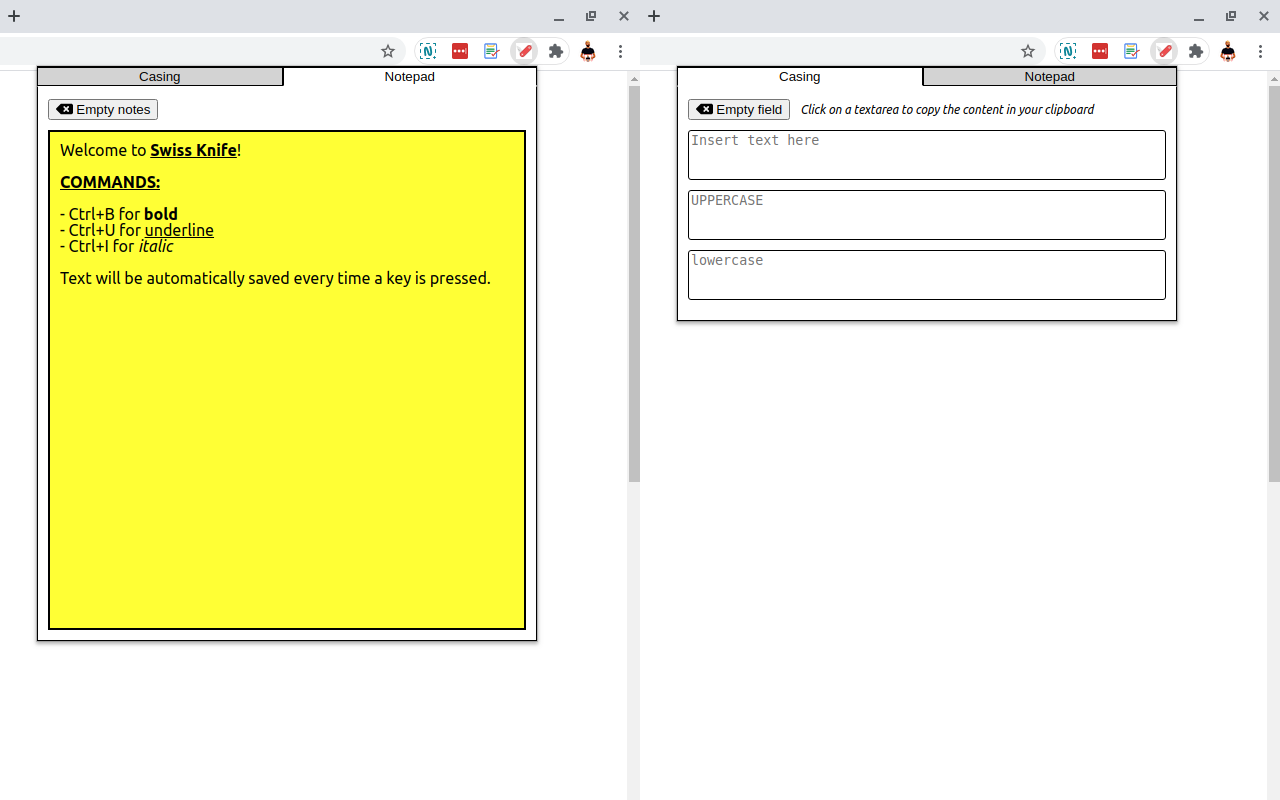 Casing
Notepad
Empty notes
Welcome to Swiss Knife!
COMMANDS:
- Ctrl+B for bold
- Ctrl+U for underline
- Ctrl+I for italic
Text will be automatically saved every time a key is pressed.
Casing
Notepad
Empty field
Click on a textarea to copy the content in your clipboard
Insert text here
UPPERCASE
lowercase